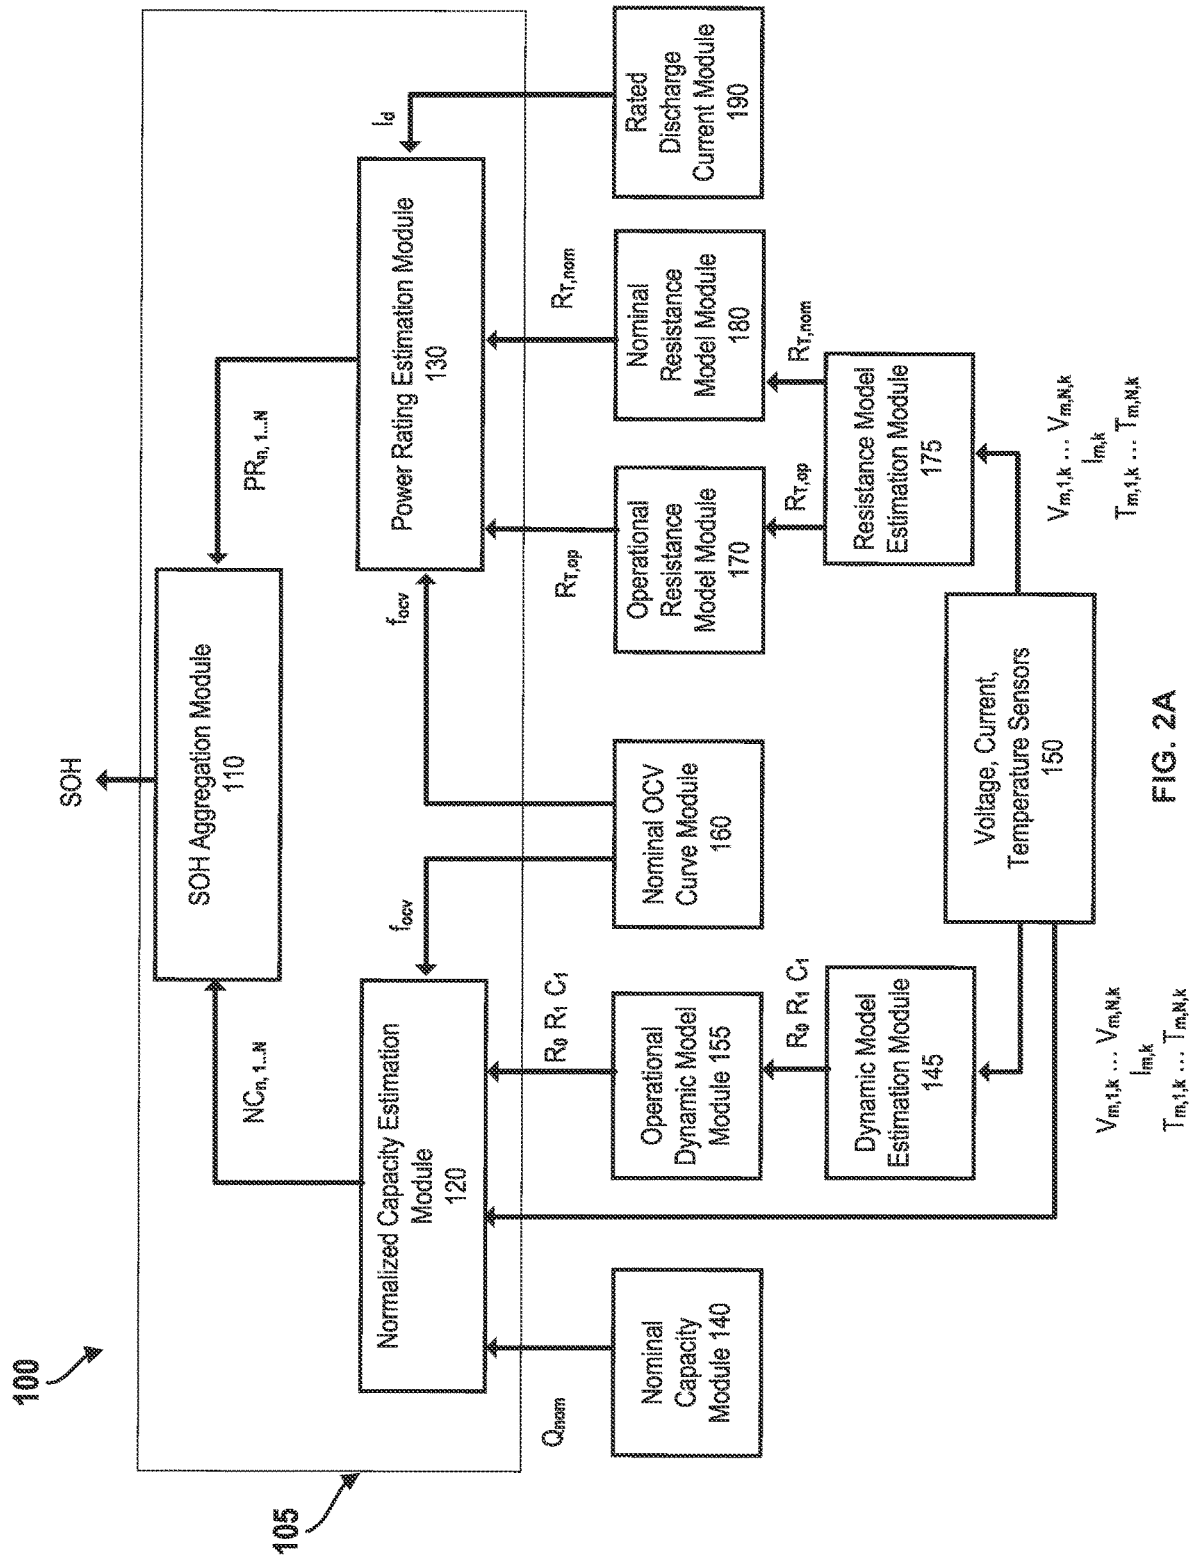 100
105
SOH
SOH Aggregation Module
110
NCn, 1...N
PRn, 1...N
Normalized Capacity Estimation
Module
120
focv
focv
Power Rating Estimation Module
130
Id
Qnom
R0 R1 C1
RT,op
RT,nom
Nominal
Capacity
Module 140
Operational
Dynamic Model
Module 155
Nominal OCV
Curve Module
160
Operational
Resistance
Model Module
170
Nominal
Resistance
Model Module
180
Rated
Discharge
Current Module
190
R0 R1 C1
RT,op
RT,nom
Dynamic Model
Estimation Module
145
Resistance Model
Estimation Module
175
Voltage, Current,
Temperature Sensors
150
Vm,1,k ... Vm,N,k
Im,k
Tm,1,k ... Tm,N,k
Vm,1,k ... Vm,N,k
Im,k
Tm,1,k ... Tm,N,k
FIG. 2A